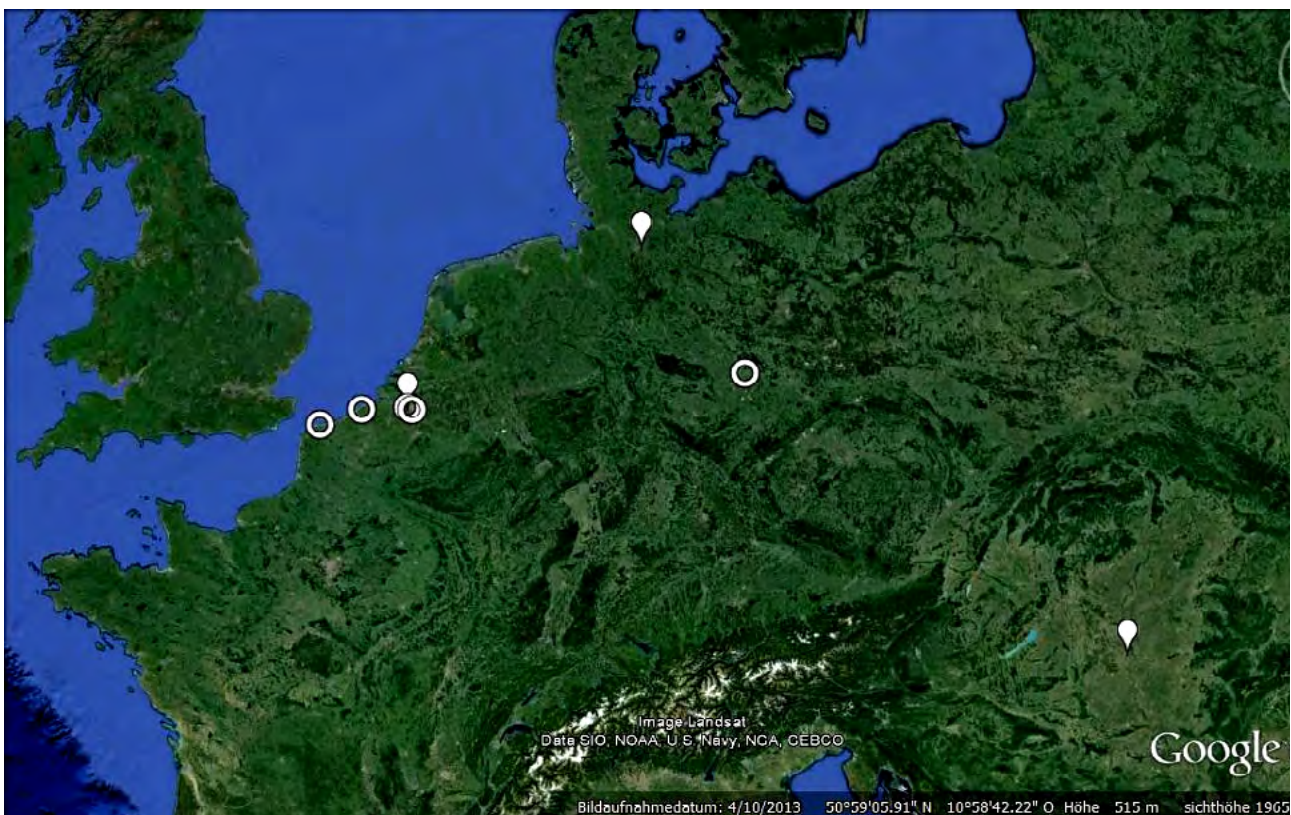 Image Landsat
Data SIO, NOAA, U.S. Navy, NGA, GEBCO
Google
Bildaufnahmedatum: 4/10/2013 50°59'05.91" N 10°58'42.22" O Höhe 515 m sichthöhe 1965